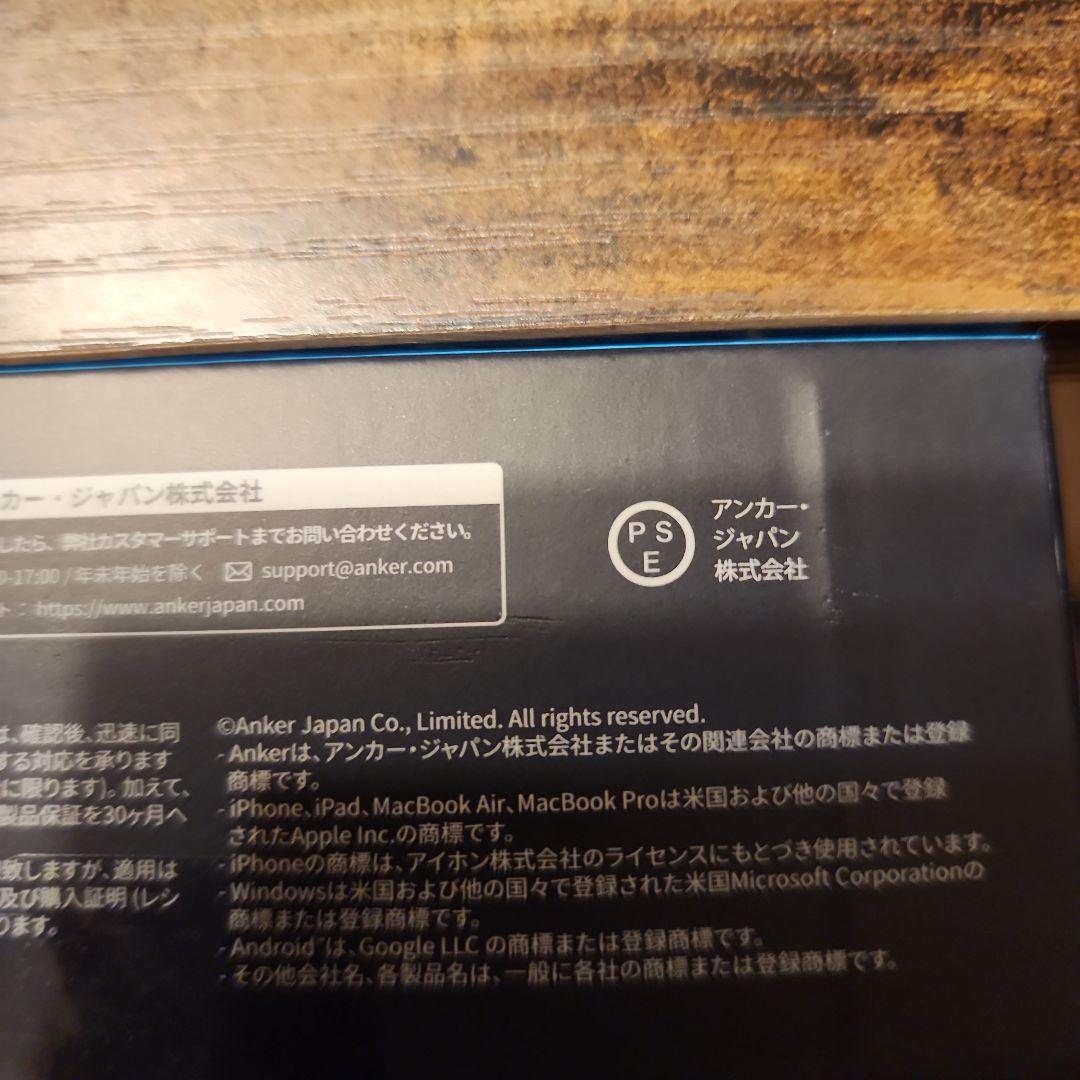 カー・ジャパン株式会社
したら、弊社カスタマーサポートまでお問い合わせください。
0-17:00 / 年末年始を除く support@anker.com
ト： https://www.ankerjapan.com
PS
E
アンカー・
ジャパン
株式会社
は、確認後、迅速に同
する対応を承ります
に限ります)。加えて、
製品保証を30ヶ月へ
致しますが、適用は
及び購入証明 (レシ
ります。
©Anker Japan Co., Limited. All rights reserved.
- Ankerは、アンカー・ジャパン株式会社またはその関連会社の商標または登録
商標です。
- iPhone、iPad、MacBook Air、MacBook Proは米国および他の国々で登録
されたApple Inc.の商標です。
- iPhoneの商標は、アイホン株式会社のライセンスにもとづき使用されています。
- Windowsは米国および他の国々で登録された米国Microsoft Corporationの
商標または登録商標です。
- Android™は、Google LLC の商標または登録商標です。
- その他会社名、各製品名は、一般に各社の商標または登録商標です。